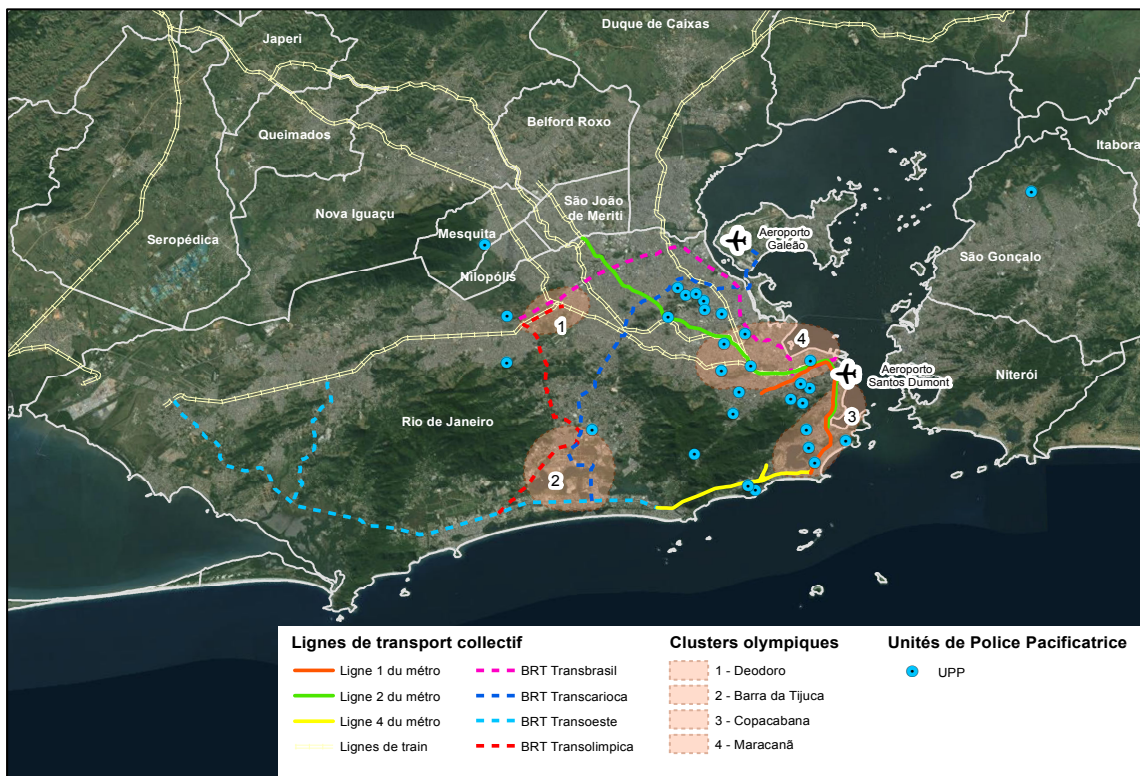 Duque de Caxias
Japeri
Belford Roxo
Queimados
Itabora
São João
de Meriti
Nova Iguaçu
Mesquita
Aeroporto
Galeão
Seropédica
São Gonçalo
Nilopólis
1
4
Aeroporto
Santos Dumont
Niterói
3
Rio de Janeiro
2
Lignes de transport collectif
Ligne 1 du métro
Ligne 2 du métro
Ligne 4 du métro
Lignes de train
BRT Transbrasil
BRT Transcarioca
BRT Transoeste
BRT Transolimpica
Clusters olympiques
1 - Deodoro
2 - Barra da Tijuca
3 - Copacabana
4 - Maracanã
Unités de Police Pacificatrice
UPP